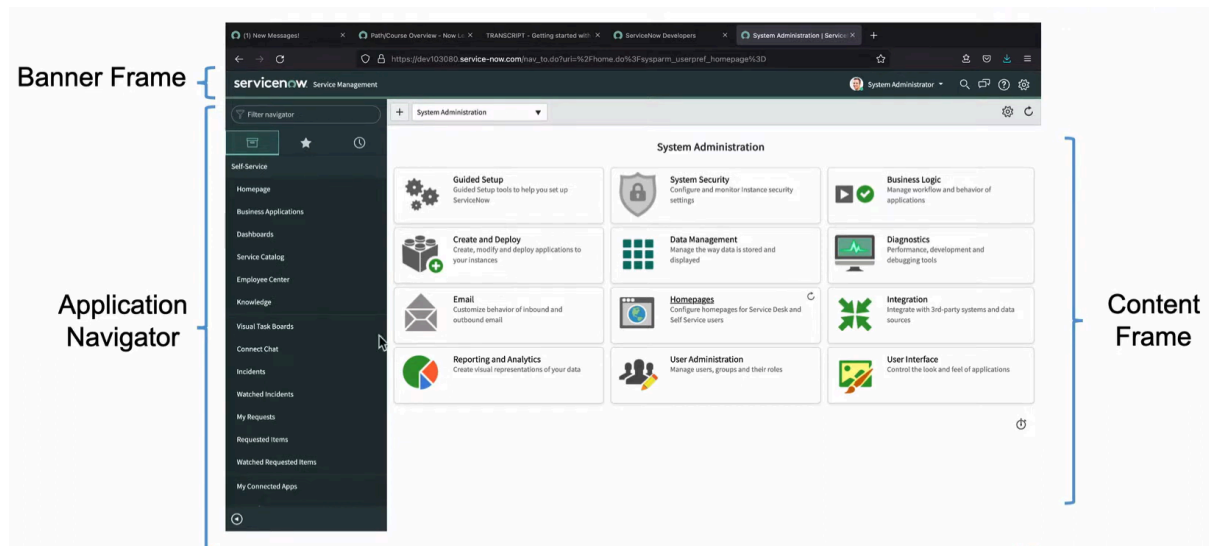 (1) New Messages!
Path/Course Overview - Now Le
TRANSCRIPT - Getting started with
ServiceNow Developers
System Administration | Service
https://dev103080.service-now.com/nav_to.do?uri=%2Fhome.do%3Fsysparm_userpref_homepage%3D
Banner Frame
servicenow. Service Management
System Administrator
Filter navigator
System Administration
Self-Service
Homepage
Business Applications
Dashboards
Service Catalog
Employee Center
Knowledge
Visual Task Boards
Connect Chat
Incidents
Watched Incidents
My Requests
Requested Items
Watched Requested Items
My Connected Apps
Application
Navigator
System Administration
Guided Setup
Guided Setup tools to help you set up
ServiceNow
System Security
Configure and monitor instance security
settings
Business Logic
Manage workflow and behavior of
applications
Create and Deploy
Create, modify and deploy applications to
your instances
Data Management
Manage the way data is stored and
displayed
Diagnostics
Performance, development and
debugging tools
Email
Customize behavior of inbound and
outbound email
Homepages
Configure homepages for Service Desk and
Self Service users
Integration
Integrate with 3rd-party systems and data
sources
Reporting and Analytics
Create visual representations of your data
User Administration
Manage users, groups and their roles
User Interface
Control the look and feel of applications
Content
Frame